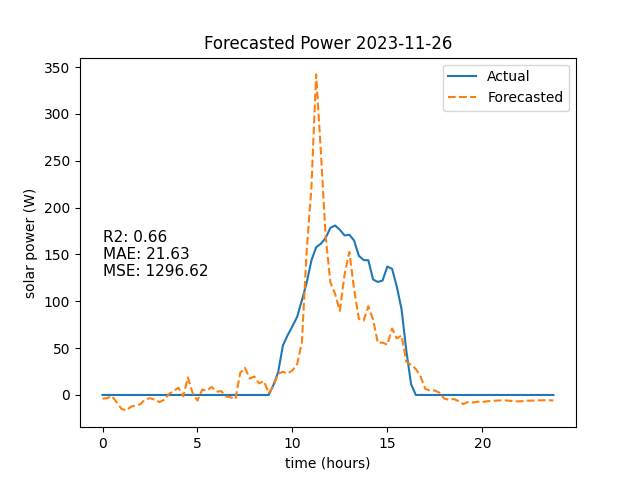 Forecasted Power 2023-11-26
350
300
250
200
150
100
50
0
solar power (W)
Actual
Forecasted
R2: 0.66
MAE: 21.63
MSE: 1296.62
0
5
10
15
20
time (hours)